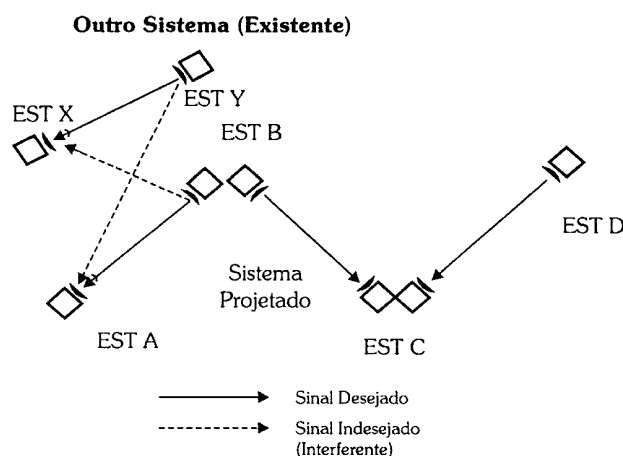 Outro Sistema (Existente)
EST X
EST Y
EST B
EST D
Sistema
Projetado
EST A
EST C
Sinal Desejado
Sinal Indesejado
(Interferente)